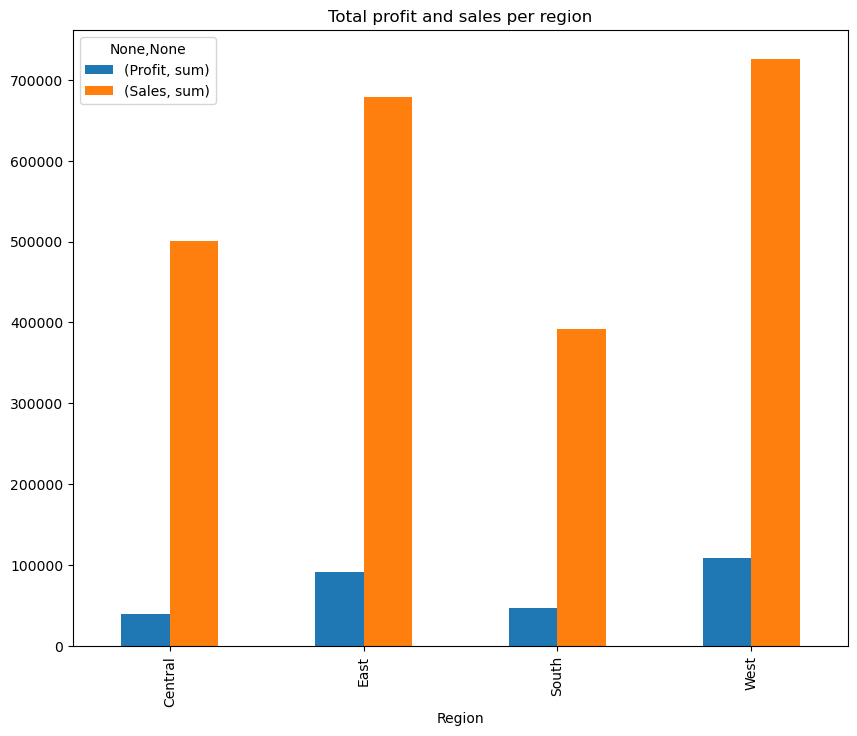 Total profit and sales per region
None,None
(Profit, sum)
(Sales, sum)
700000
600000
500000
400000
300000
200000
100000
0
Central
East
South
West
Region